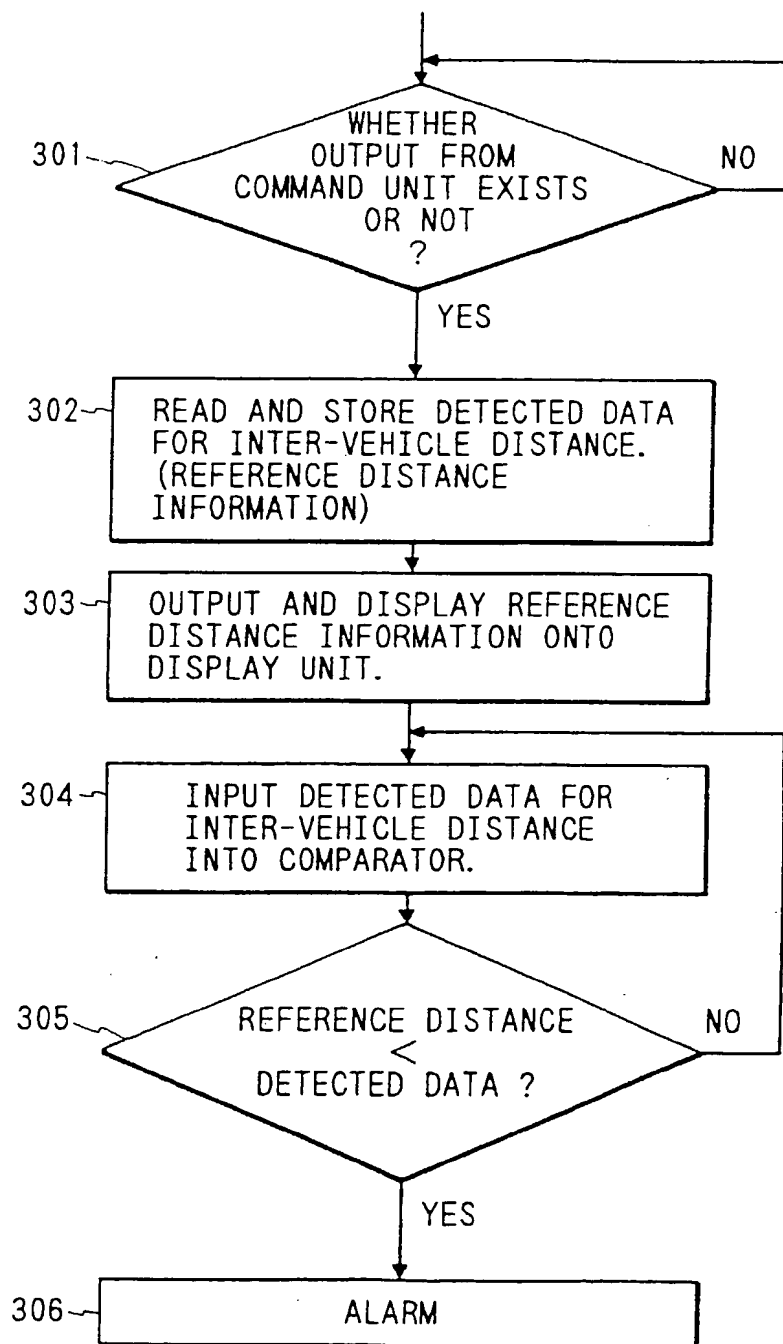 WHETHER
OUTPUT FROM
COMMAND UNIT EXISTS
OR NOT
?
301
NO
YES
302
READ AND STORE DETECTED DATA
FOR INTER-VEHICLE DISTANCE.
(REFERENCE DISTANCE
INFORMATION)
303
OUTPUT AND DISPLAY REFERENCE
DISTANCE INFORMATION ONTO
DISPLAY UNIT.
304
INPUT DETECTED DATA FOR
INTER-VEHICLE DISTANCE
INTO COMPARATOR.
305
REFERENCE DISTANCE
<
DETECTED DATA ?
NO
YES
306
ALARM